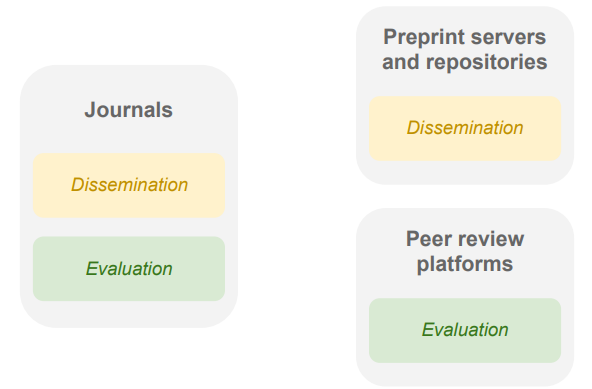 Journals
Dissemination
Evaluation
Preprint servers
and repositories
Dissemination
Peer review
platforms
Evaluation